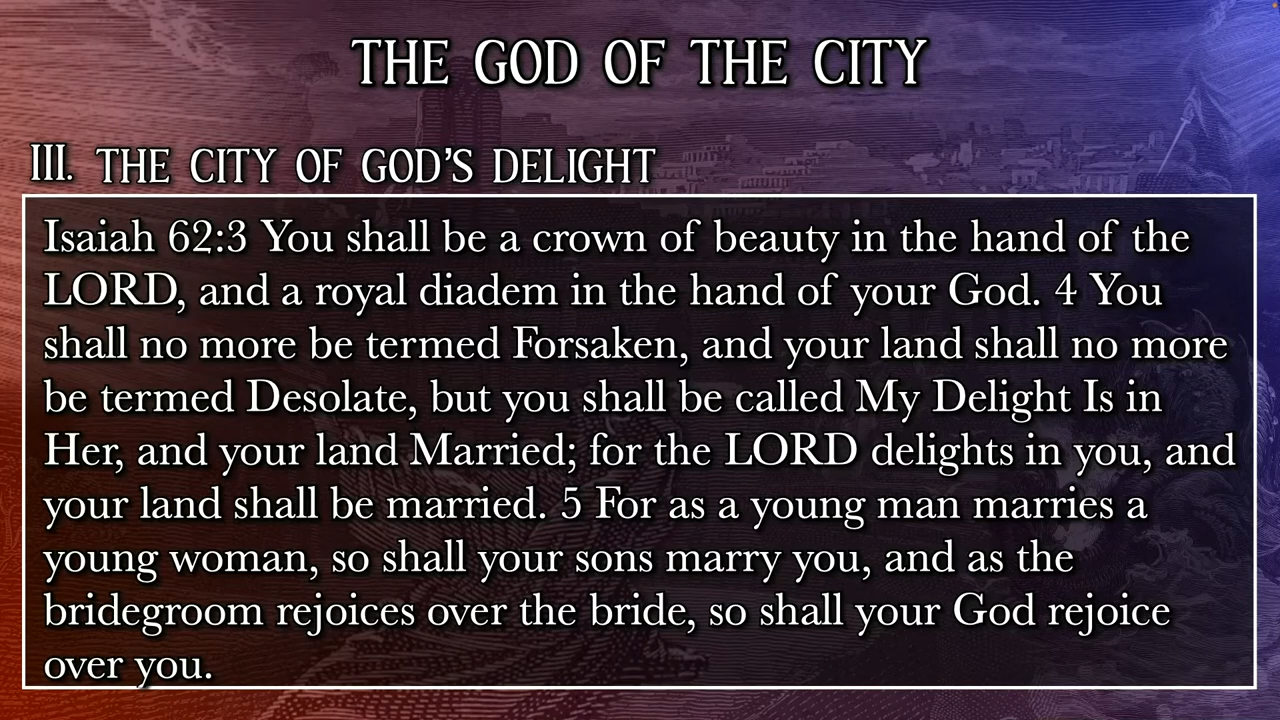 THE GOD OF THE CITY
III. THE CITY OF GOD'S DELIGHT
Isaiah 62:3 You shall be a crown of beauty in the hand of the
LORD, and a royal diadem in the hand of your God. 4 You
shall no more be termed Forsaken, and your land shall no more
be termed Desolate, but you shall be called My Delight Is in
Her, and your land Married; for the LORD delights in you, and
your land shall be married. 5 For as a young man marries a
young woman, so shall your sons marry you, and as the
bridegroom rejoices over the bride, so shall your God rejoice
over you.